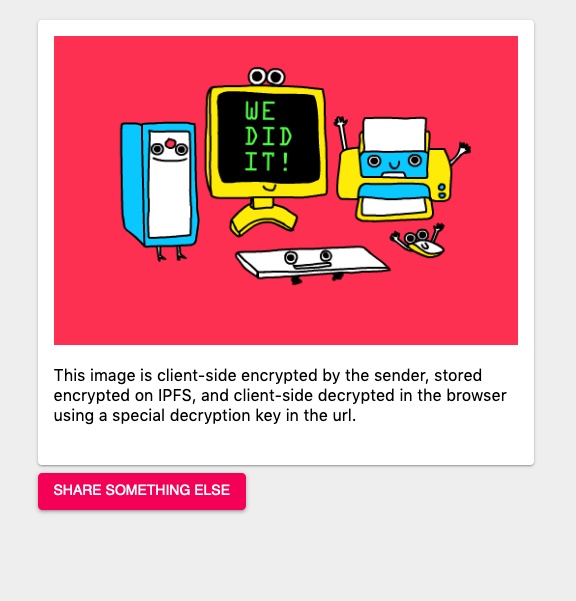 WE
DID
IT!
This image is client-side encrypted by the sender, stored
encrypted on IPFS, and client-side decrypted in the browser
using a special decryption key in the url.
SHARE SOMETHING ELSE